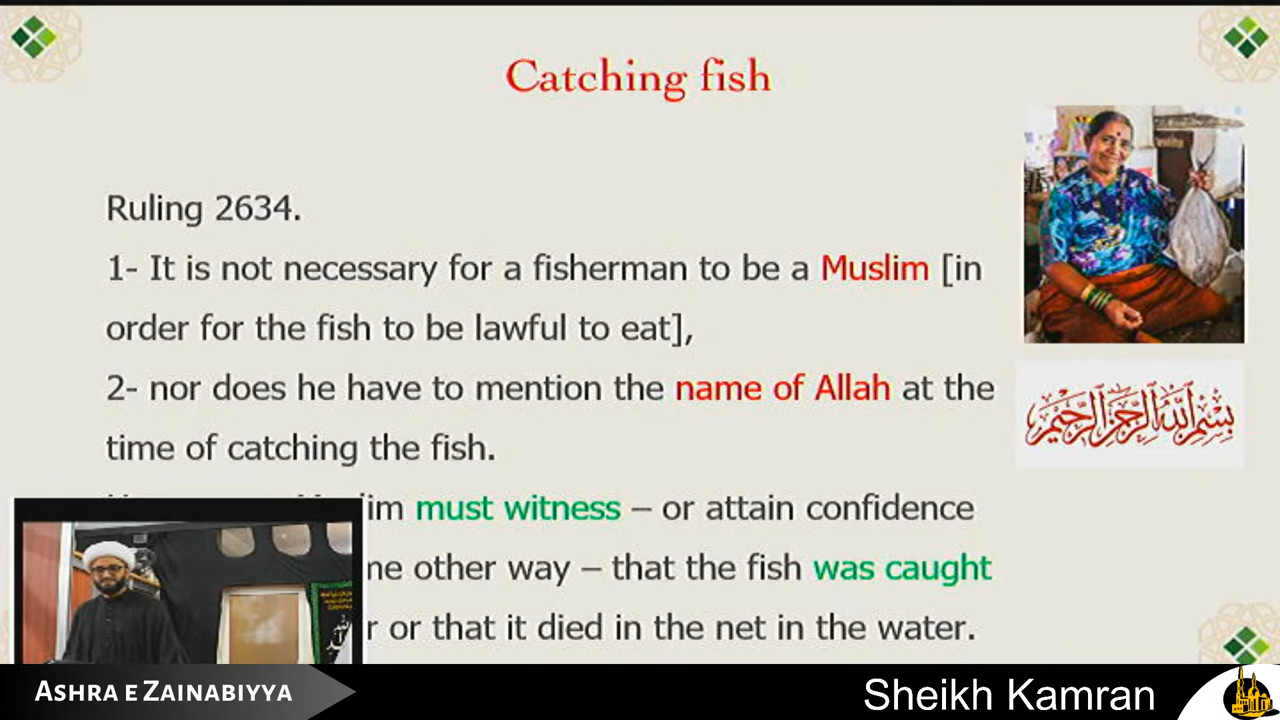 Catching fish
Ruling 2634.
1- It is not necessary for a fisherman to be a Muslim [in
order for the fish to be lawful to eat],
2- nor does he have to mention the name of Allah at the
time of catching the fish.
must witness – or attain confidence
other way – that the fish was caught
or that it died in the net in the water.
بسم الله الرحمن الرحيم
ASHRA E ZAINABIYYA
Sheikh Kamran